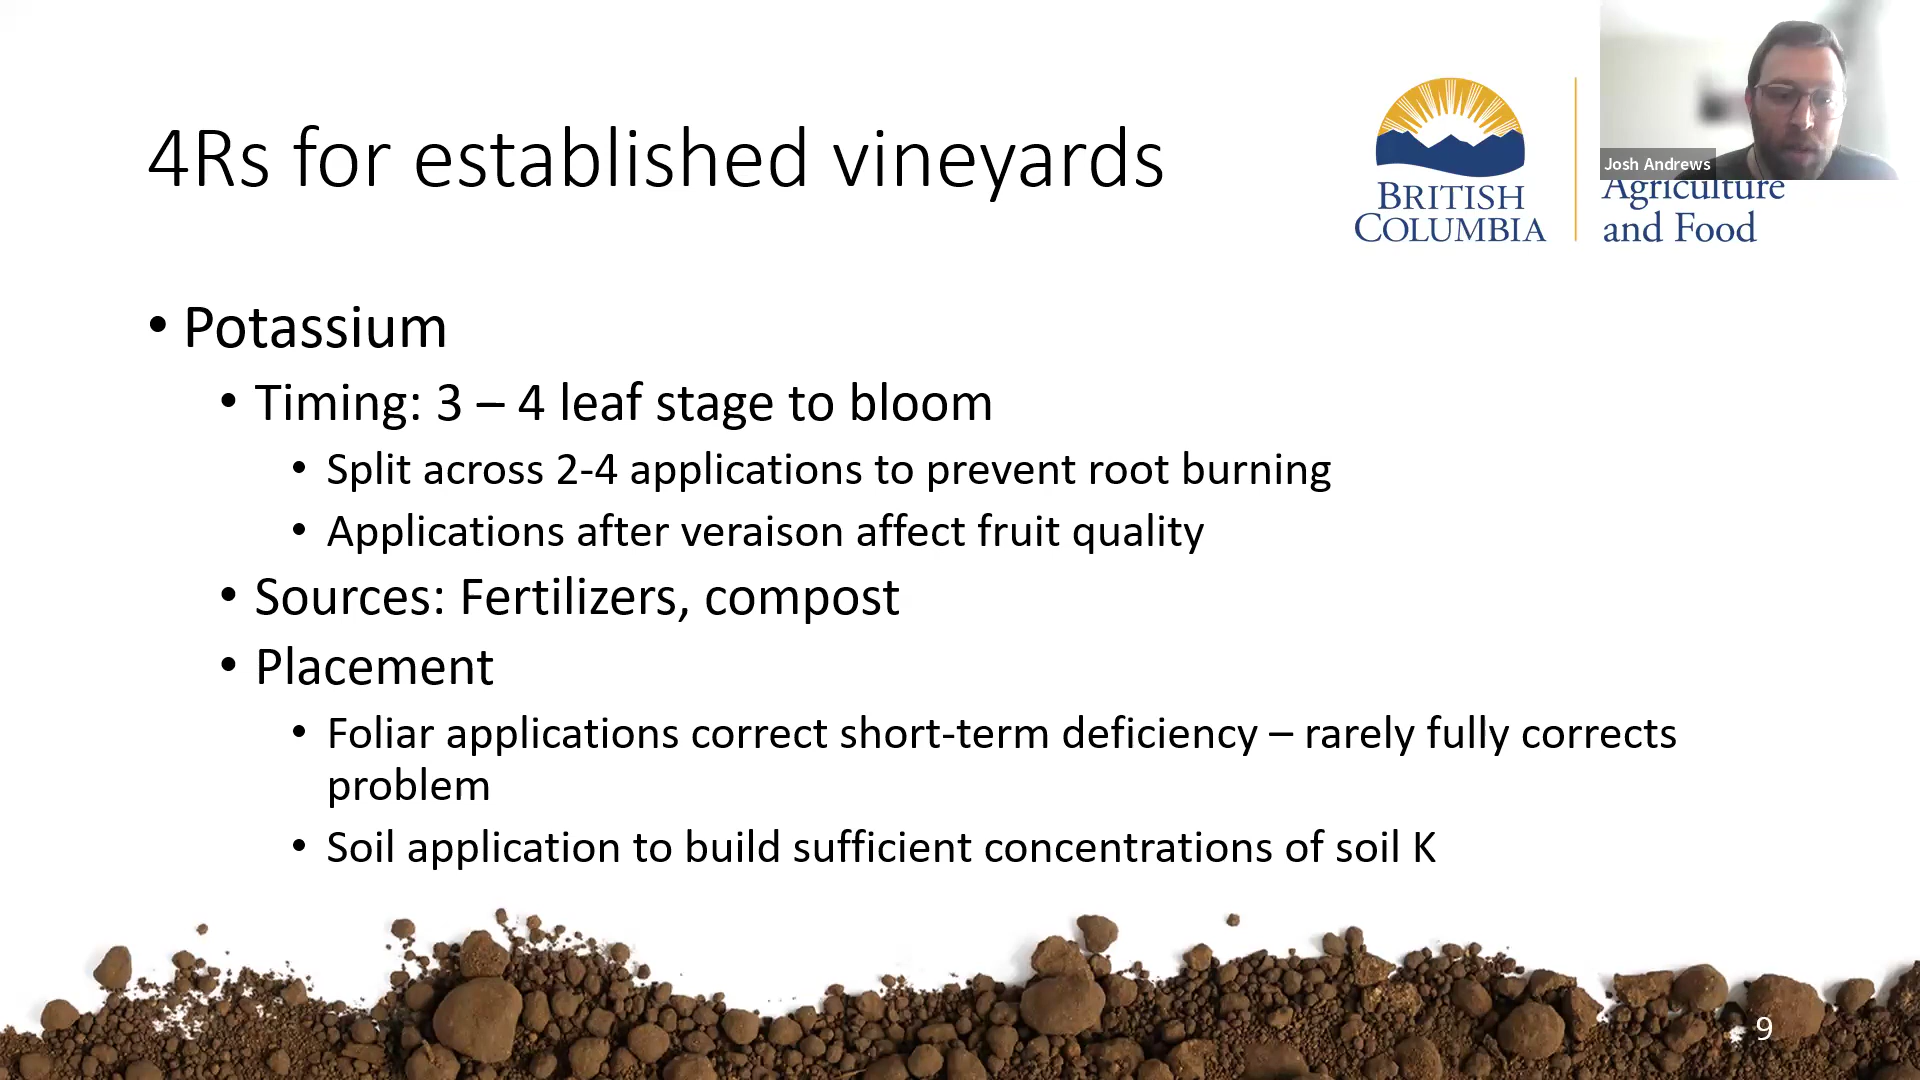 4Rs for established vineyards
BRITISH
COLUMBIA
Agriculture
and Food
Josh Andrews
• Potassium
• Timing: 3 – 4 leaf stage to bloom
• Split across 2-4 applications to prevent root burning
• Applications after veraison affect fruit quality
• Sources: Fertilizers, compost
• Placement
• Foliar applications correct short-term deficiency – rarely fully corrects
problem
• Soil application to build sufficient concentrations of soil K
9